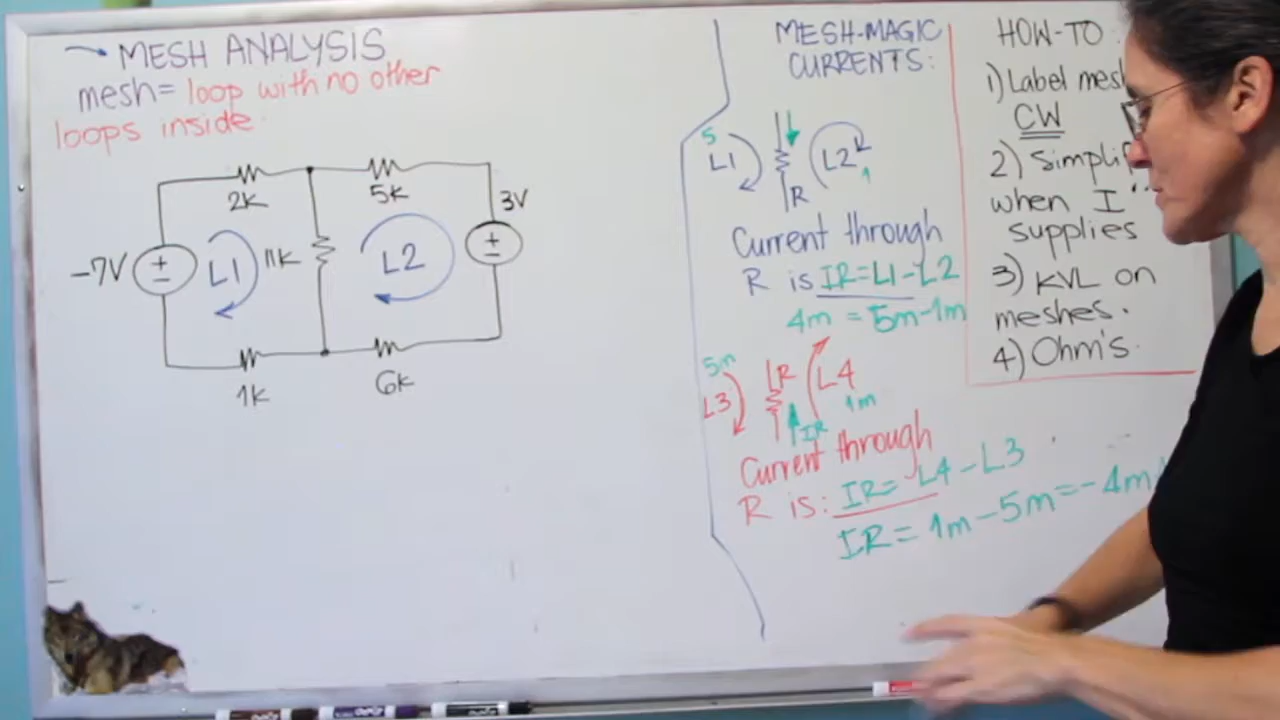 MESH ANALYSIS
mesh= loop with no other
loops inside.
2K
5K
3V
-7V
+
-
L1
11K
L2
+
-
1K
6K
MESH-MAGIC
CURRENTS:
5
L1
L2
1
R
Current through
R is IR=L1-L2
4m = 5m-1m
5m
L3
R
L4
1m
IR
Current through
R is: IR= L4-L3
IR= 1m-5m=-4m
HOW-TO:
1) Label mesh
CW
2) Simplif
when I
supplies
3) KVL on
meshes.
4) Ohm's.